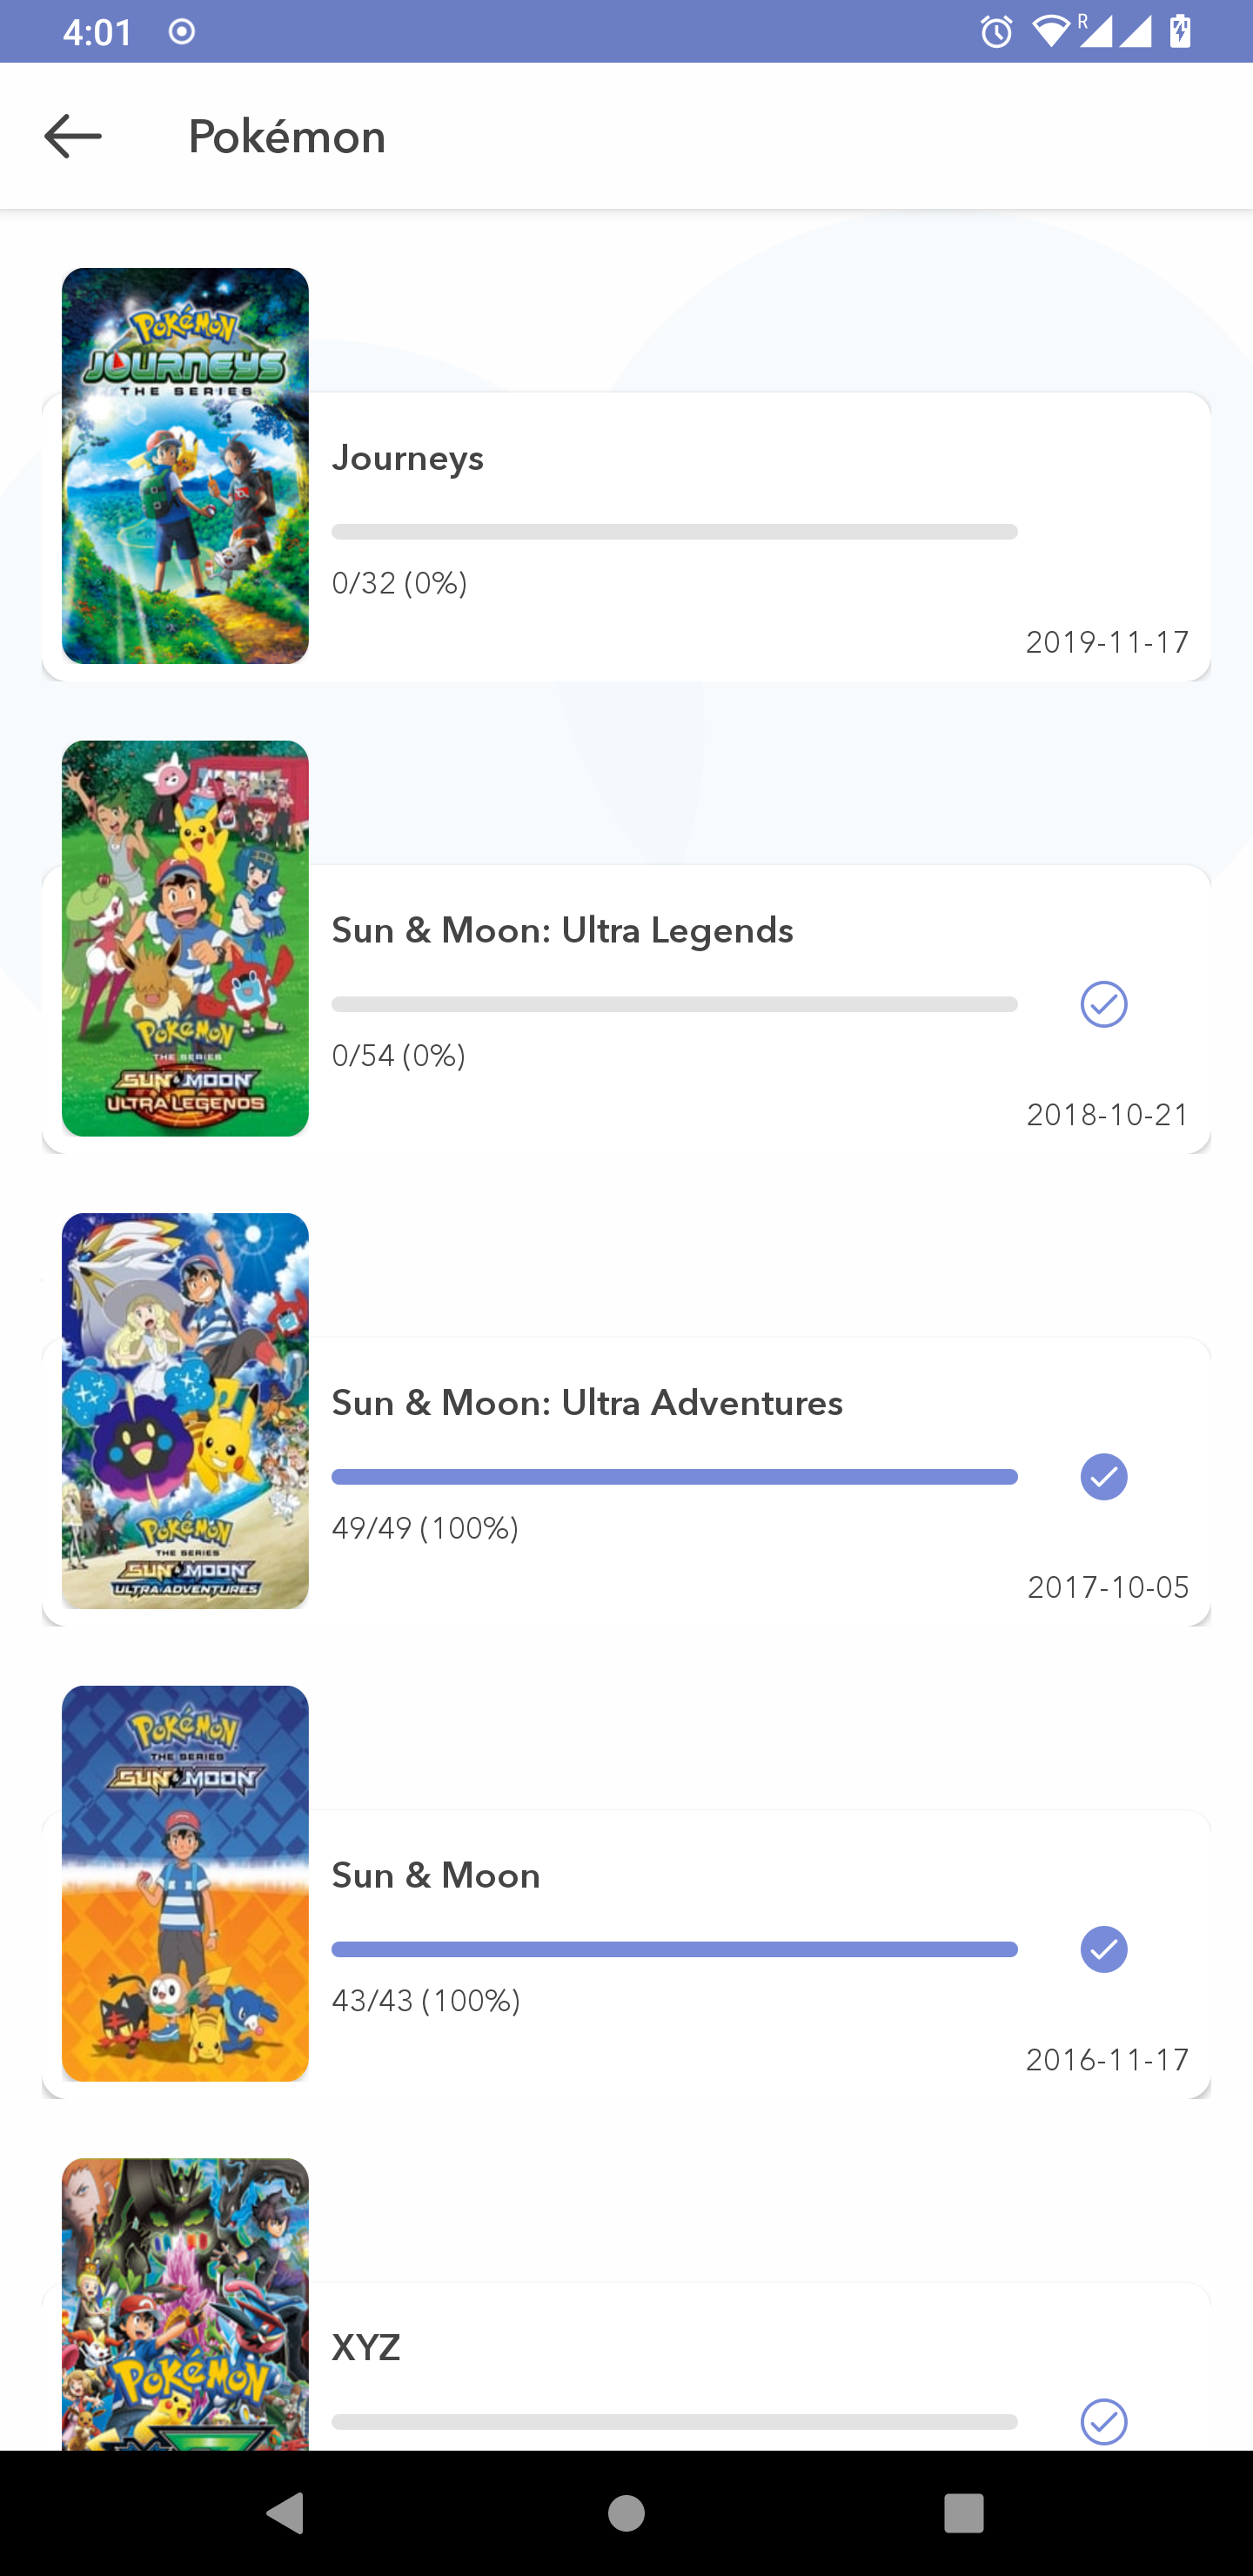 4:01
R
71
Pokémon
POKÉMON
JOURNEYS
THE SERIES
Journeys
0/32 (0%)
2019-11-17
POKÉMON
THE SERIES
SUN & MOON
ULTRA LEGENDS
Sun & Moon: Ultra Legends
0/54 (0%)
2018-10-21
POKÉMON
THE SERIES
SUN & MOON
ULTRA ADVENTURES
Sun & Moon: Ultra Adventures
49/49 (100%)
2017-10-05
POKÉMON
THE SERIES
SUN & MOON
Sun & Moon
43/43 (100%)
2016-11-17
POKÉMON
XYZ